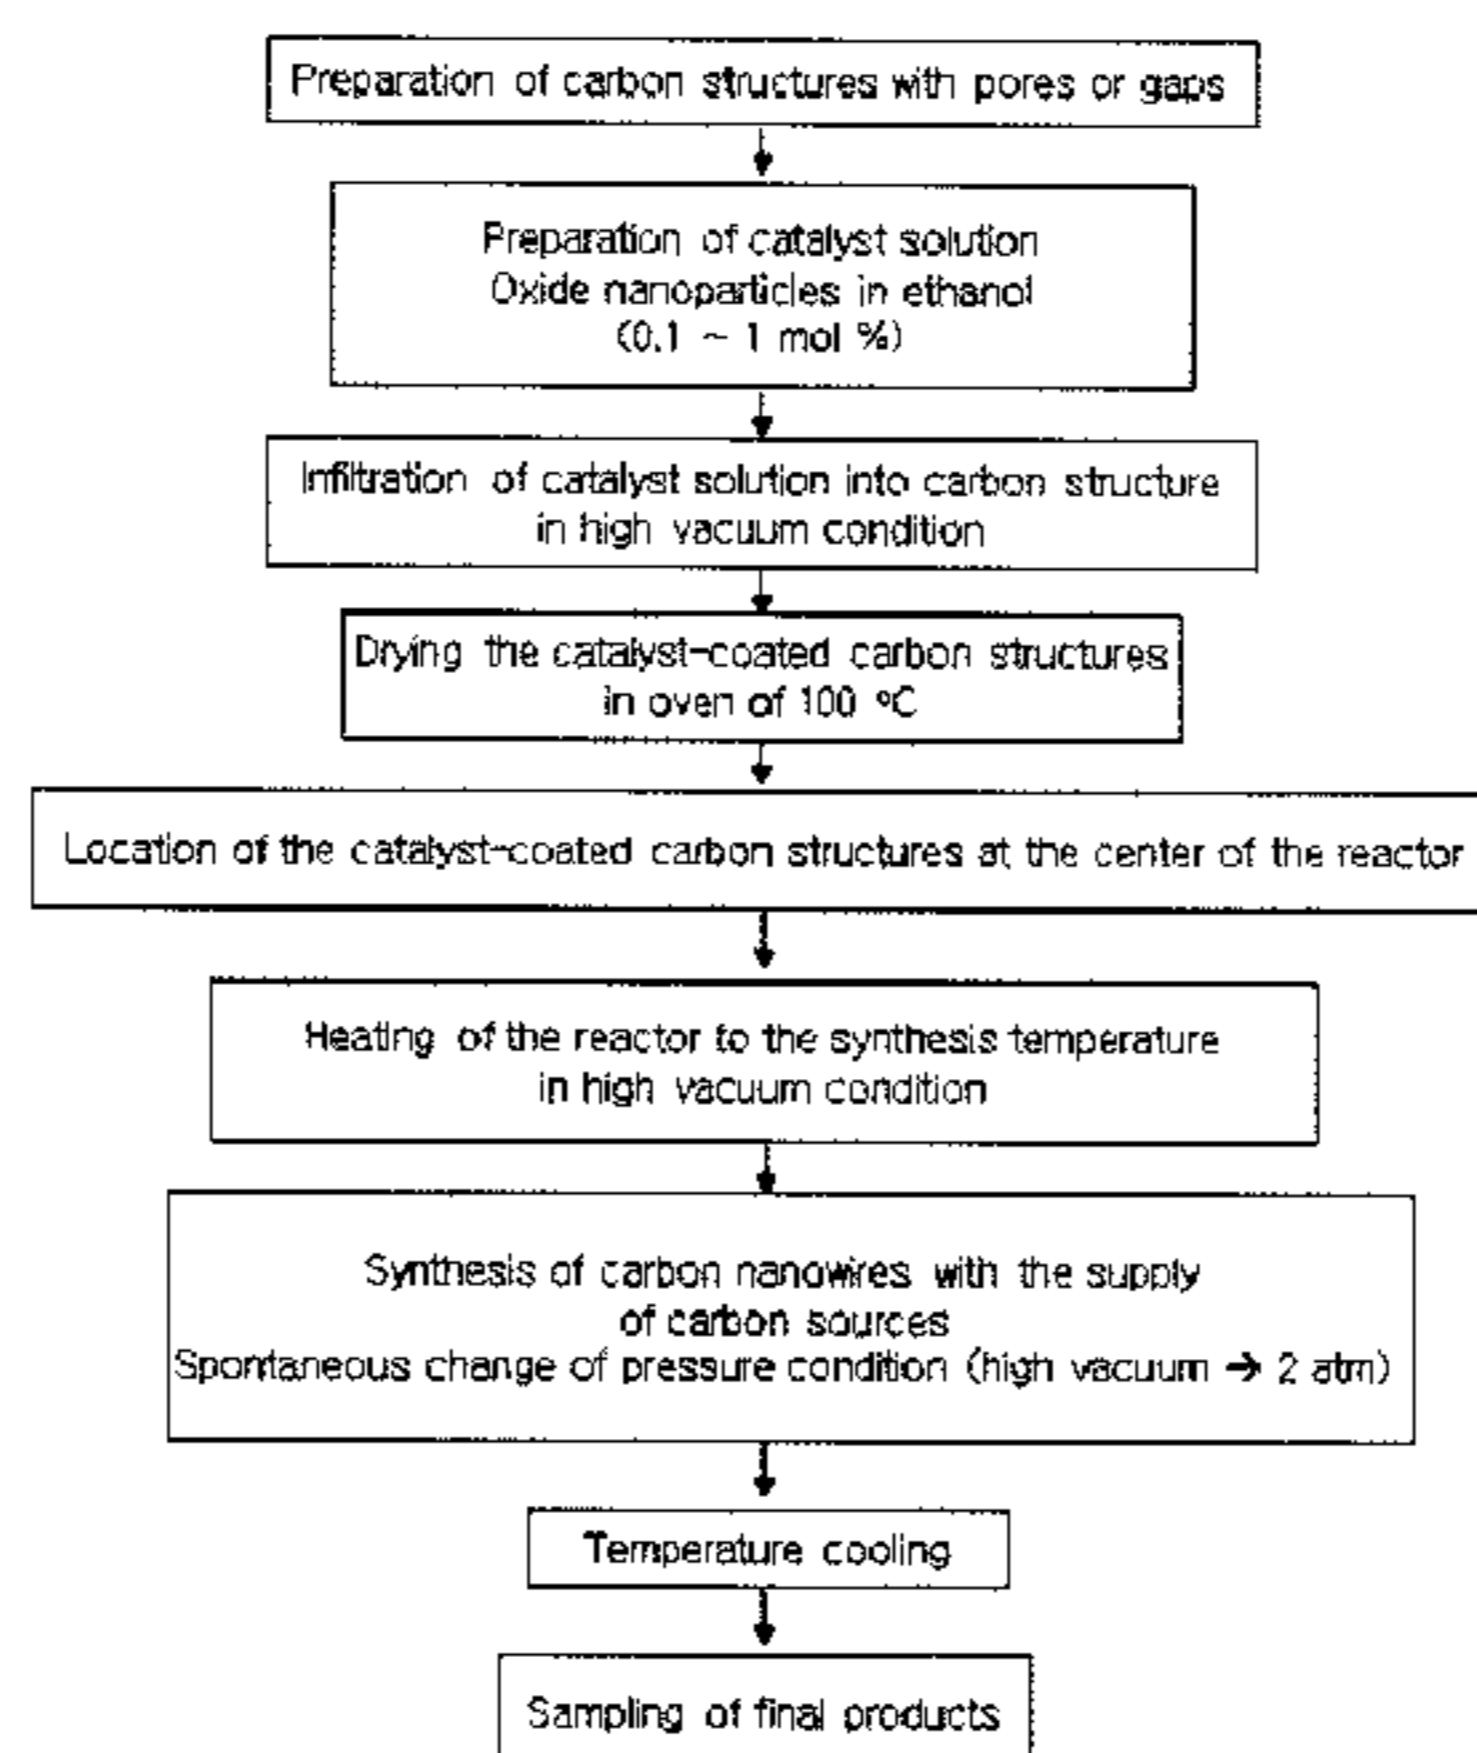 Preparation of carbon structures with pores or gaps
Preparation of catalyst solution
Oxide nanoparticles in ethanol
(0.1 ~ 1 mol %)
Infiltration of catalyst solution into carbon structure
in high vacuum condition
Drying the catalyst-coated carbon structures
in oven of 100 ℃
Location of the catalyst-coated carbon structures at the center of the reactor
Heating of the reactor to the synthesis temperature
in high vacuum condition
Synthesis of carbon nanowires with the supply
of carbon sources
Spontaneous change of pressure condition (high vacuum → 2 atm)
Temperature cooling
Sampling of final products